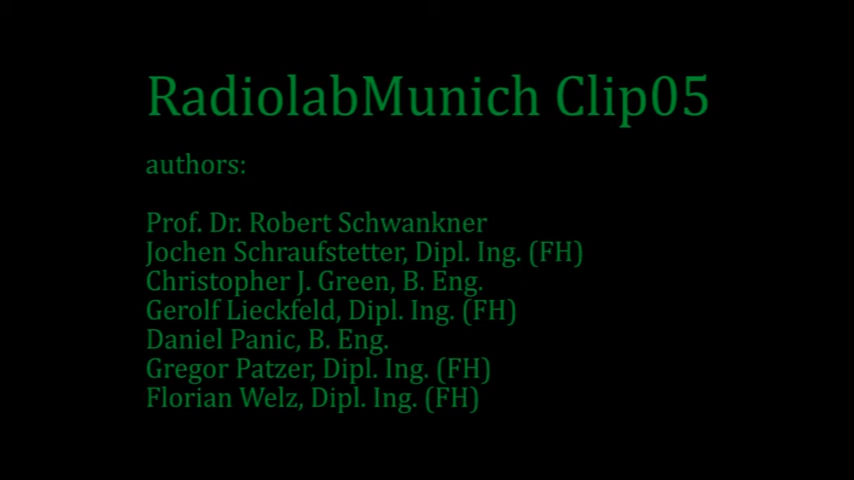 RadiolabMunich Clip05
authors:
Prof. Dr. Robert Schwankner
Jochen Schraufstetter, Dipl. Ing. (FH)
Christopher J. Green, B. Eng.
Gerolf Lieckfeld, Dipl. Ing. (FH)
Daniel Panic, B. Eng.
Gregor Patzer, Dipl. Ing. (FH)
Florian Welz, Dipl. Ing. (FH)